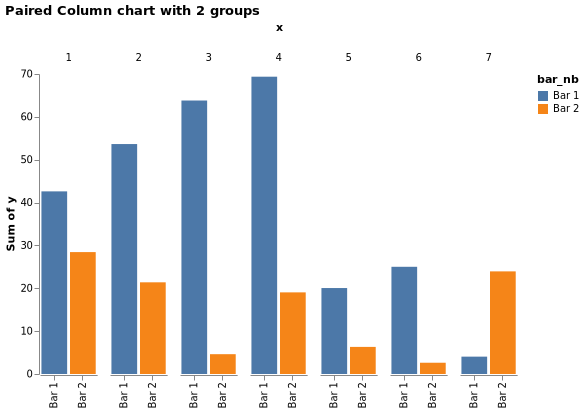 Paired Column chart with 2 groups
x
1 2 3 4 5 6 7
bar_nb
Bar 1
Bar 2
Sum of y
70
60
50
40
30
20
10
0
Bar 1 Bar 2 Bar 1 Bar 2 Bar 1 Bar 2 Bar 1 Bar 2 Bar 1 Bar 2 Bar 1 Bar 2 Bar 1 Bar 2